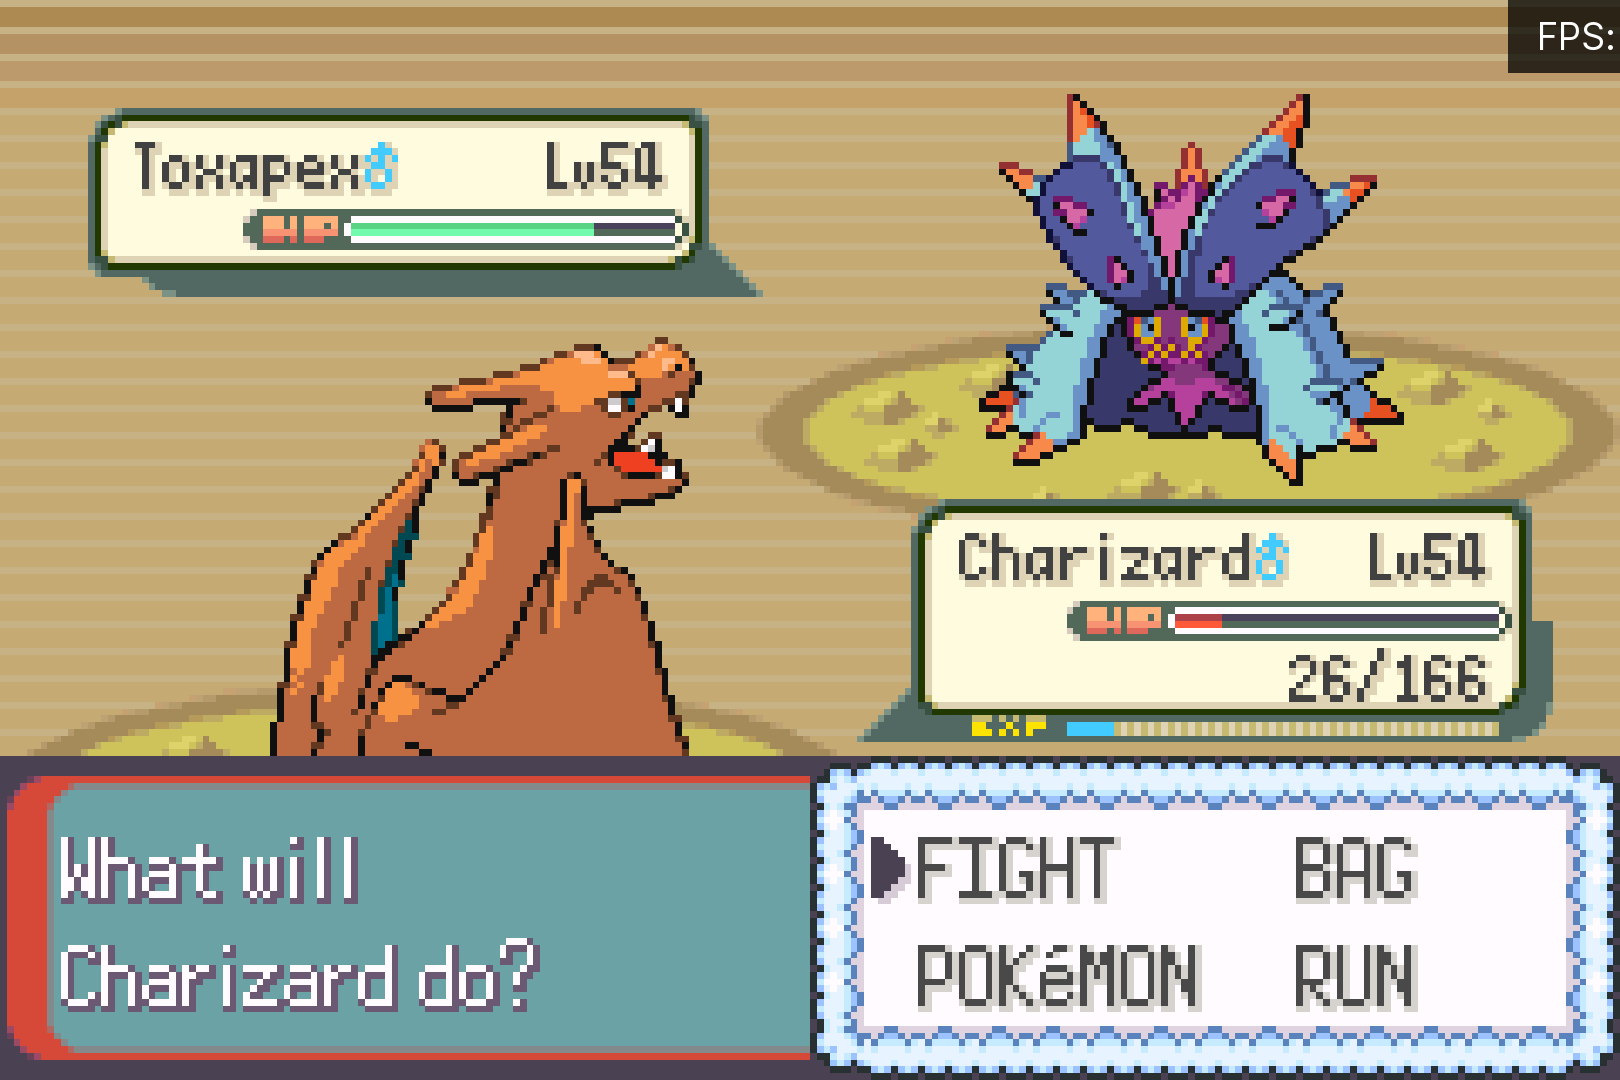 FPS:
Toxapex♂ Lv54
HP
Charizard♂ Lv54
HP
26/166
EXP
What will
Charizard do?
FIGHT BAG
POKéMON RUN